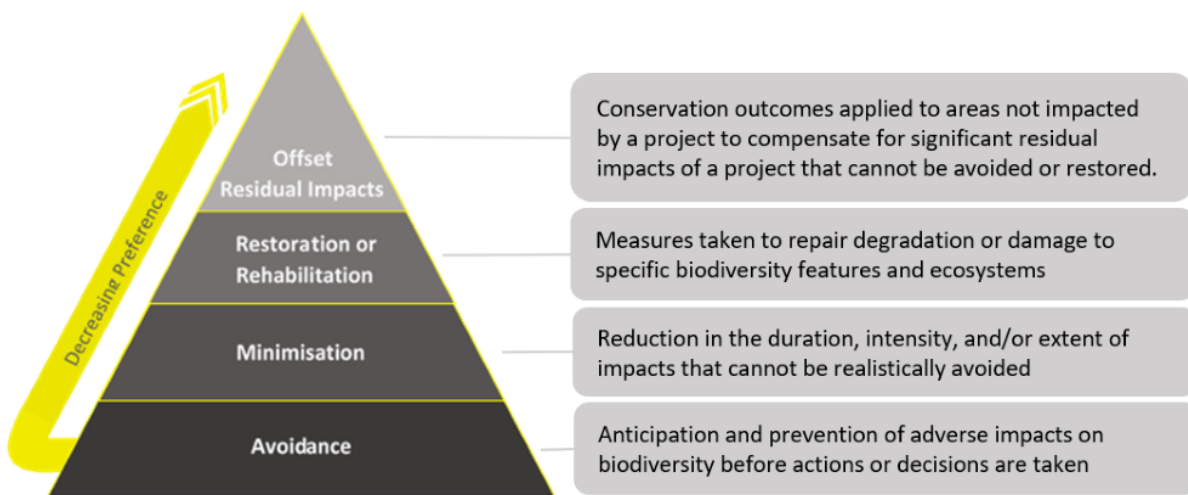 Conservation outcomes applied to areas not impacted
by a project to compensate for significant residual
impacts of a project that cannot be avoided or restored.
Offset
Residual Impacts
Decreasing Preference
Restoration or
Rehabilitation
Measures taken to repair degradation or damage to
specific biodiversity features and ecosystems
Minimisation
Reduction in the duration, intensity, and/or extent of
impacts that cannot be realistically avoided
Avoidance
Anticipation and prevention of adverse impacts on
biodiversity before actions or decisions are taken